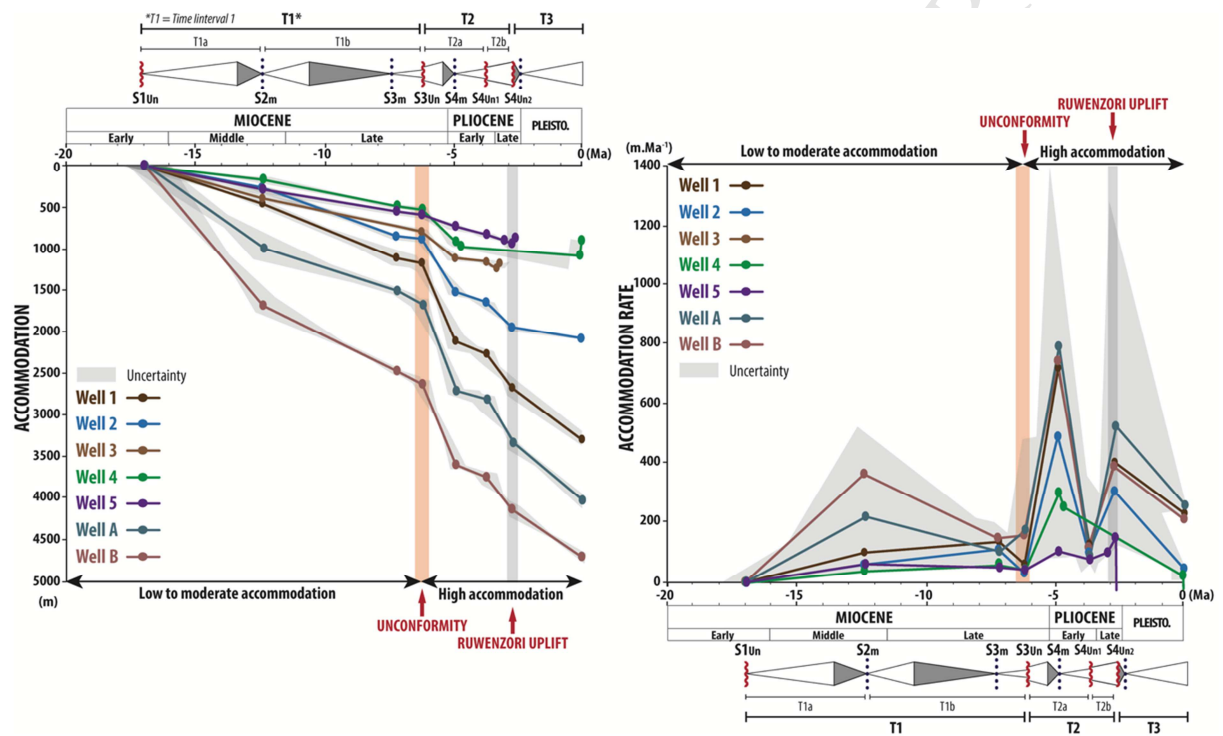 *T1 = Time Iinterval 1
T1*
T2
T3
T1a
T1b
T2a
T2b
S1Un
S2m
S3m
S3Un
S4m
S4Un1
S4Un2
MIOCENE
PLIOCENE
PLEISTO.
Early
Middle
Late
Early
Late
-20
-15
-10
-5
0
(Ma)
0
500
1000
1500
2000
2500
3000
3500
4000
4500
5000
(m)
ACCOMMODATION
Uncertainty
Well 1
Well 2
Well 3
Well 4
Well 5
Well A
Well B
Low to moderate accommodation
High accommodation
UNCONFORMITY
RUWENZORI UPLIFT
RUWENZORI UPLIFT
UNCONFORMITY
(m.Ma-1)
Low to moderate accommodation
High accommodation
1400
1200
1000
800
600
400
200
0
ACCOMMODATION RATE
Well 1
Well 2
Well 3
Well 4
Well 5
Well A
Well B
Uncertainty
-20
-15
-10
-5
0
(Ma)
MIOCENE
PLIOCENE
PLEISTO.
Early
Middle
Late
Early
Late
S1Un
S2m
S3m
S3Un
S4m
S4Un1
S4Un2
T1a
T1b
T2a
T2b
T1
T2
T3